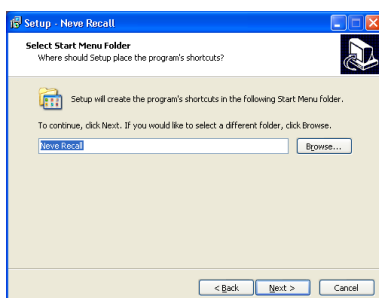 Setup - Neve Recall
Select Start Menu Folder
Where should Setup place the program's shortcuts?
Setup will create the program's shortcuts in the following Start Menu folder.
To continue, click Next. If you would like to select a different folder, click Browse.
Neve Recall
Browse...
< Back Next > Cancel